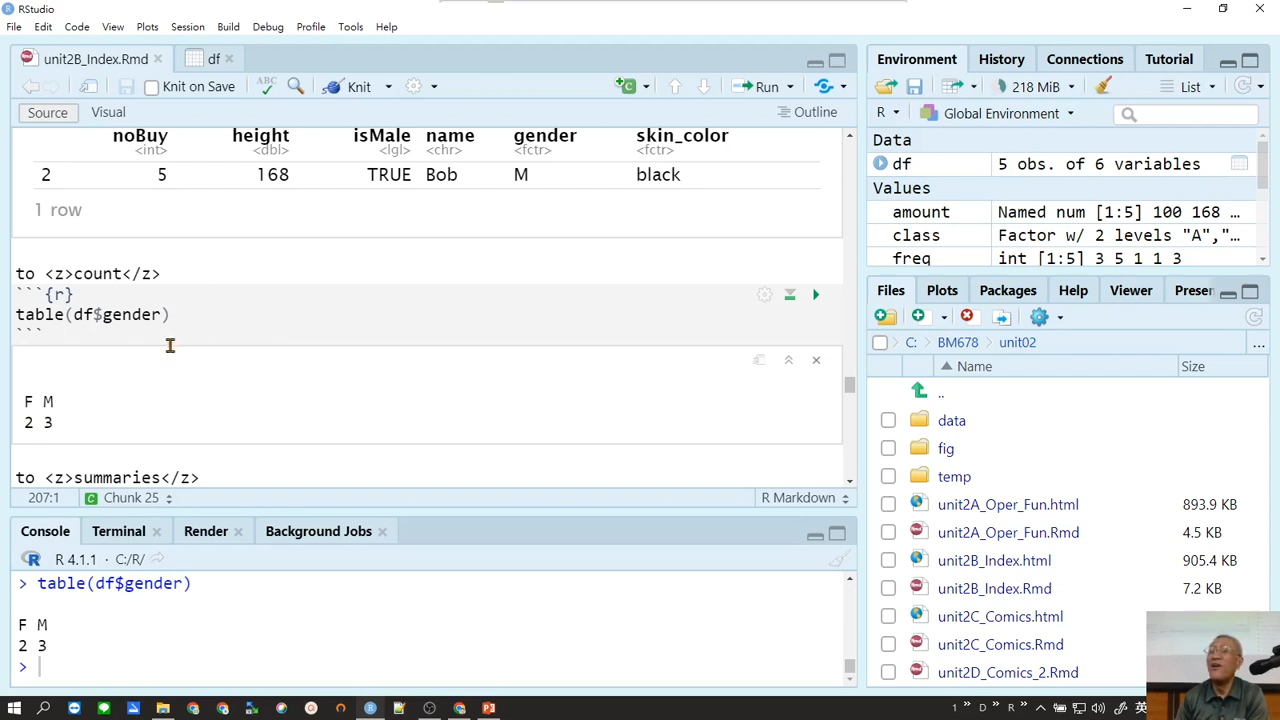 RStudio
File Edit Code View Plots Session Build Debug Profile Tools Help
unit2B_Index.Rmd
df
Knit on Save
ABC
Knit
Run
Source
Visual
Outline
noBuy height isMale name gender skin_color
<int> <dbl> <lgl> <chr> <fctr> <fctr>
2 5 168 TRUE Bob M black
1 row
to <z>count</z>
```{r}
table(df$gender)
```
F M
2 3
to <z>summaries</z>
207:1
C Chunk 25
R Markdown
Console Terminal Render Background Jobs
R 4.1.1 · C:/R/
> table(df$gender)
F M
2 3
>
Environment History Connections Tutorial
218 MiB
List
R
Global Environment
Data
df 5 obs. of 6 variables
Values
amount Named num [1:5] 100 168 …
class Factor w/ 2 levels "A","…
freq int [1:5] 3 5 1 1 3
Files Plots Packages Help Viewer Presen
C: BM678 unit02
...
Name Size
..
data
fig
temp
unit2A_Oper_Fun.html 893.9 KB
unit2A_Oper_Fun.Rmd 4.5 KB
unit2B_Index.html 905.4 KB
unit2B_Index.Rmd 7.2 KB
unit2C_Comics.html
unit2C_Comics.Rmd
unit2D_Comics_2.Rmd
1 » D » R » 英